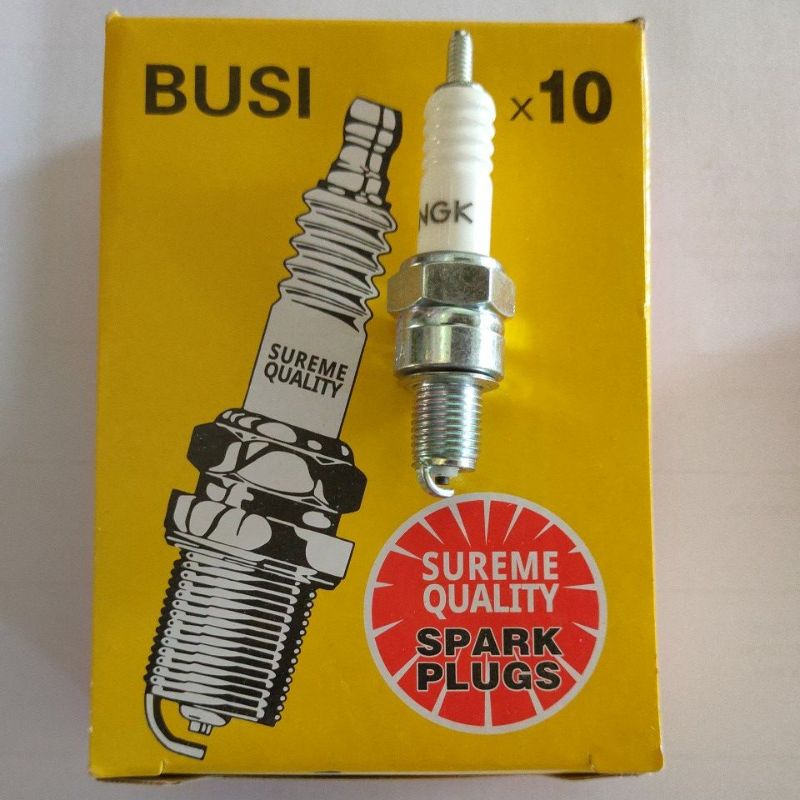 BUSI
x10
NGK
SUREME
QUALITY
SUREME
QUALITY
SPARK
PLUGS